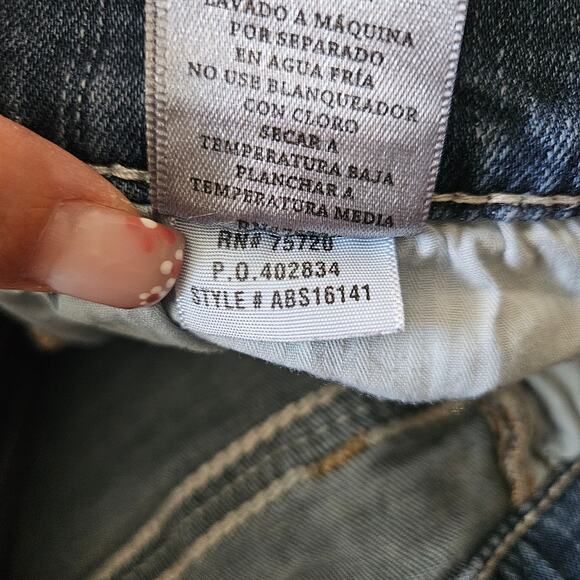 LAVADO A MÁQUINA
POR SEPARADO
EN AGUA FRÍA
NO USE BLANQUEADOR
CON CLORO
SECAR A
TEMPERATURA BAJA
PLANCHAR A
TEMPERATURA MEDIA
RN# 75720
P.O.402834
STYLE # ABS16141